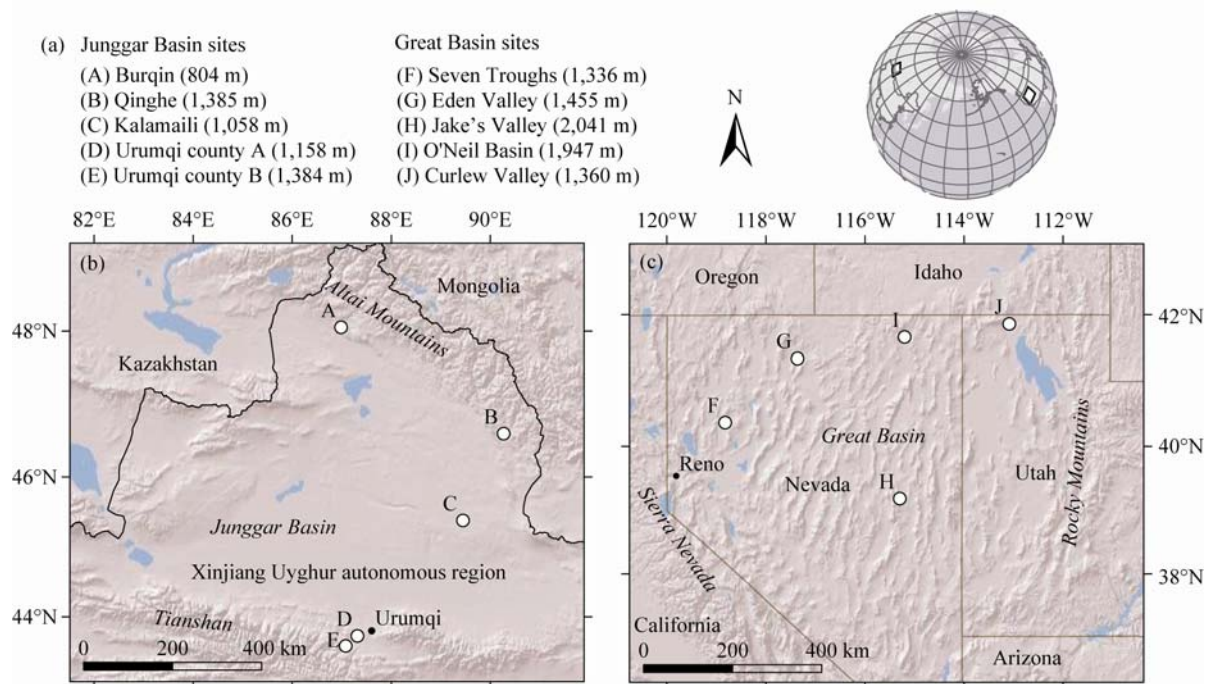 (a) Junggar Basin sites
(A) Burqin (804 m)
(B) Qinghe (1,385 m)
(C) Kalamaili (1,058 m)
(D) Urumqi county A (1,158 m)
(E) Urumqi county B (1,384 m)
Great Basin sites
(F) Seven Troughs (1,336 m)
(G) Eden Valley (1,455 m)
(H) Jake’s Valley (2,041 m)
(I) O'Neil Basin (1,947 m)
(J) Curlew Valley (1,360 m)
N
82°E 84°E 86°E 88°E 90°E
(b)
Mongolia
Altai Mountains
A
48°N
Kazakhstan
B
46°N
C
Junggar Basin
Xinjiang Uyghur autonomous region
44°N
Tianshan
D
Urumqi
E
0 200 400 km
120°W 118°W 116°W 114°W 112°W
(c)
Oregon
Idaho
J
42°N
I
G
F
Great Basin
40°N
Reno
Nevada
H
Utah
Rocky Mountains
Sierra Nevada
38°N
California
0 200 400 km
Arizona